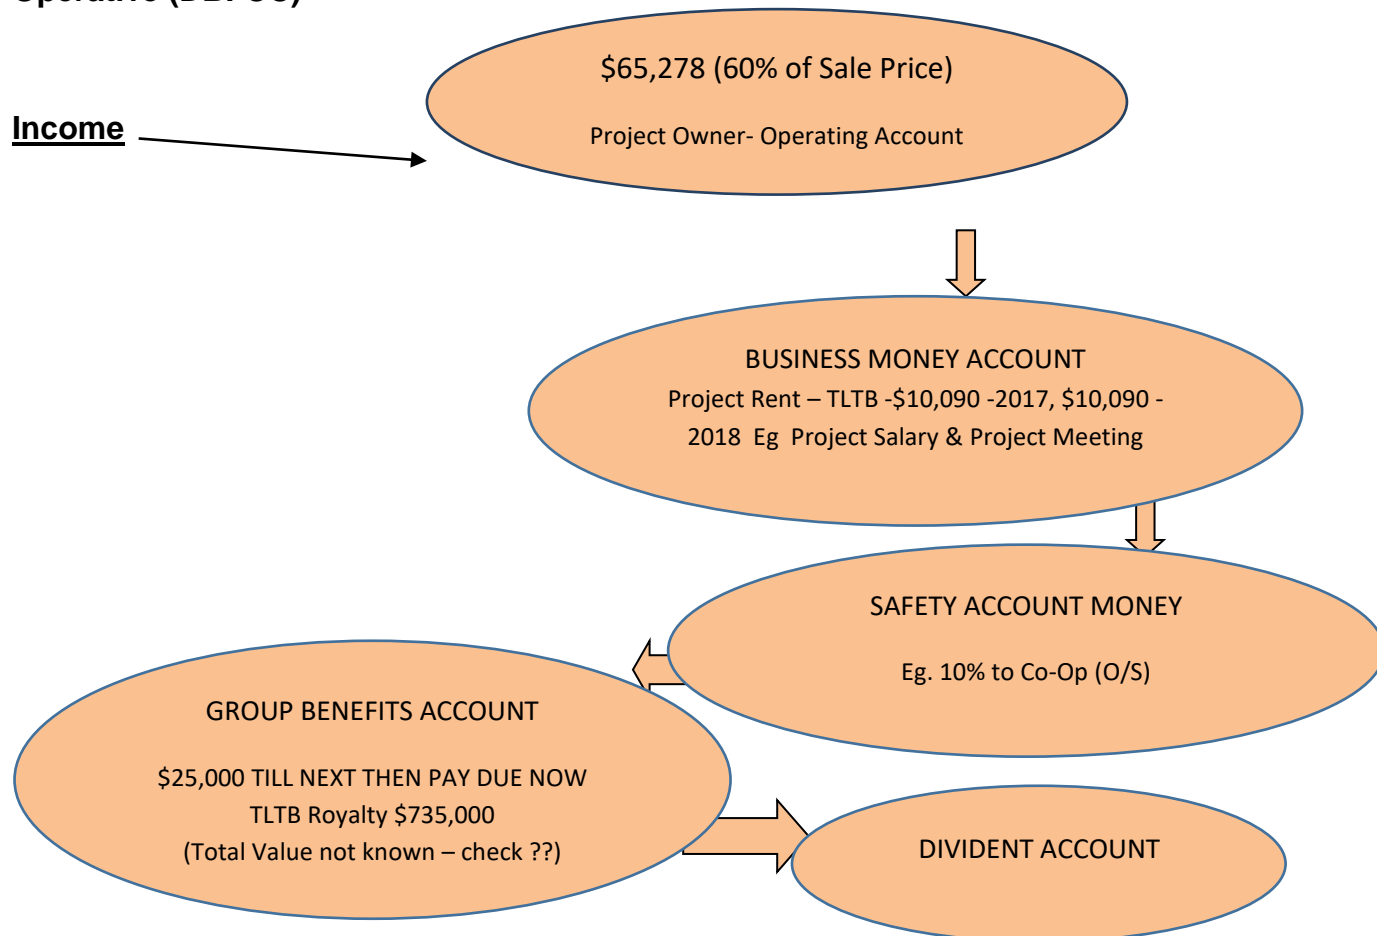 $65,278 (60% of Sale Price)
Income
Project Owner- Operating Account
BUSINESS MONEY ACCOUNT
Project Rent – TLTB -$10,090 -2017, $10,090 -
2018 Eg Project Salary & Project Meeting
SAFETY ACCOUNT MONEY
Eg. 10% to Co-Op (O/S)
GROUP BENEFITS ACCOUNT
$25,000 TILL NEXT THEN PAY DUE NOW
TLTB Royalty $735,000
(Total Value not known – check ??)
DIVIDENT ACCOUNT